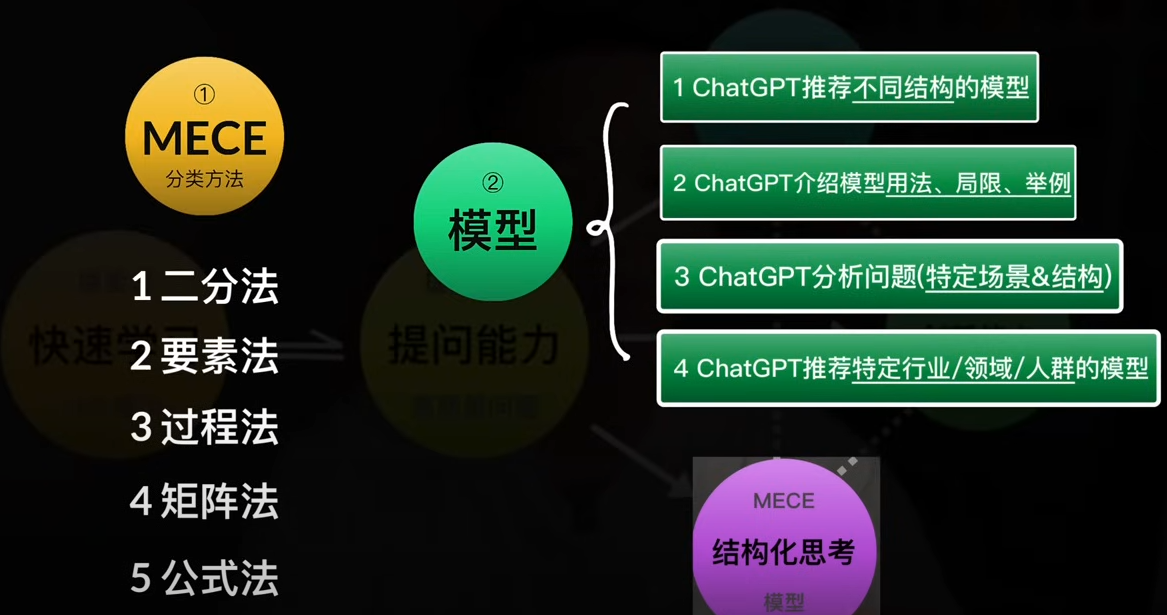 ①
MECE
分类方法
1 二分法
2 要素法
3 过程法
4 矩阵法
5 公式法
②
模型
1 ChatGPT推荐不同结构的模型
2 ChatGPT介绍模型用法、局限、举例
3 ChatGPT分析问题(特定场景&结构)
4 ChatGPT推荐特定行业/领域/人群的模型
快速学习
提问能力
MECE
结构化思考
模型